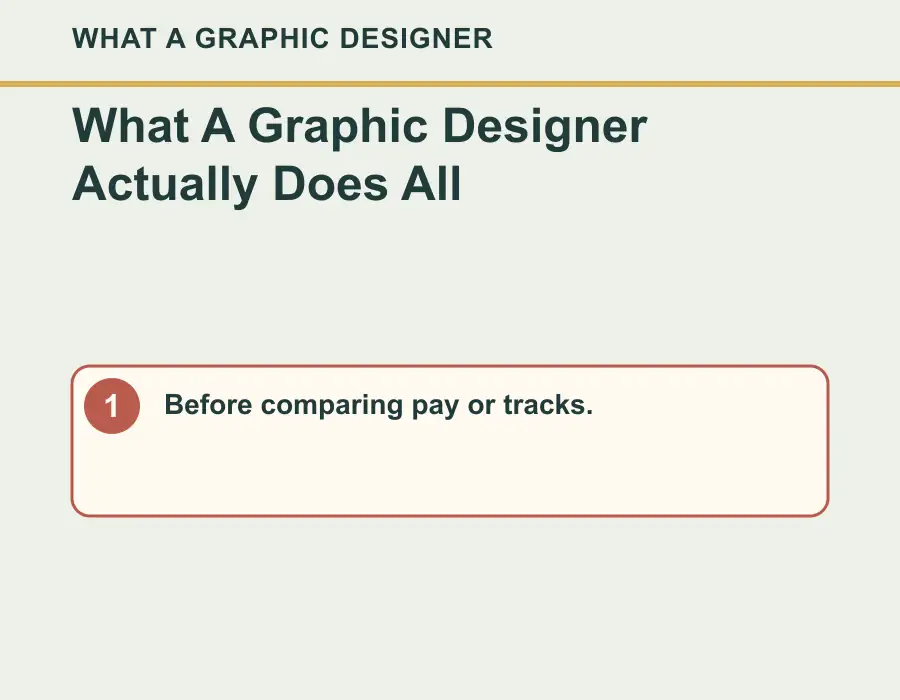 WHAT A GRAPHIC DESIGNER
What A Graphic Designer
Actually Does All
1
Before comparing pay or tracks.